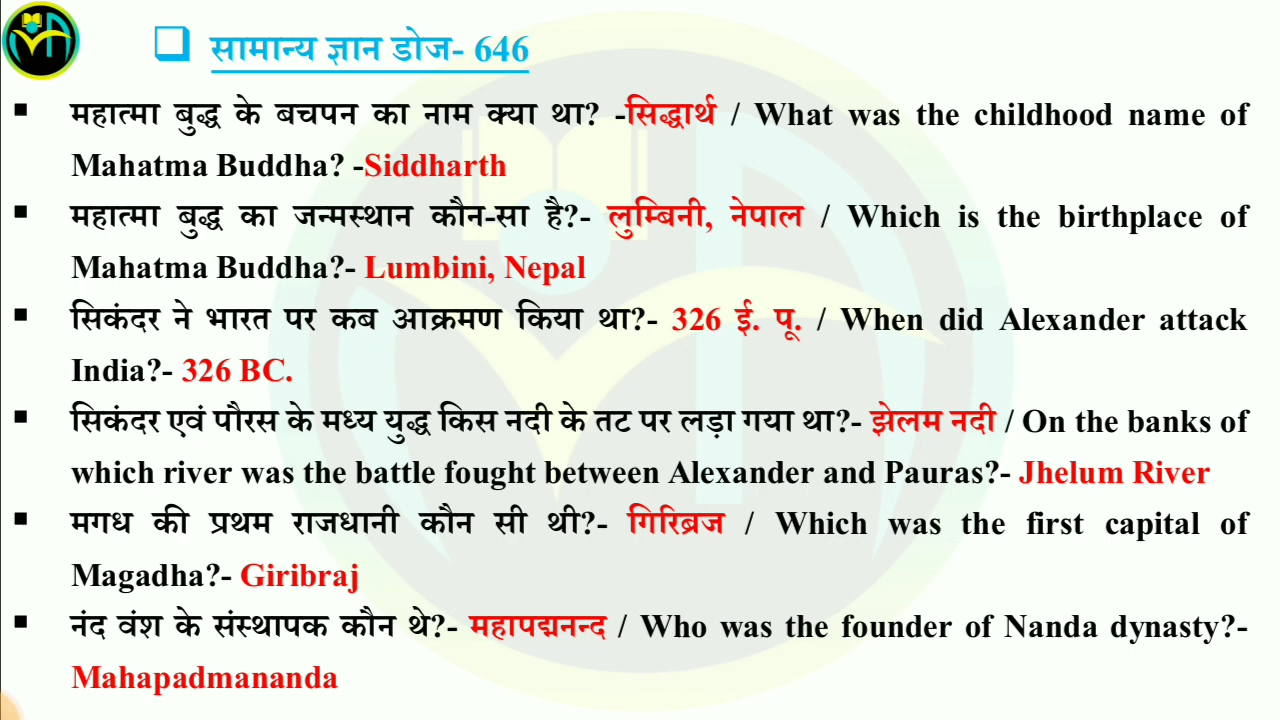 सामान्य ज्ञान डोज- 646
महात्मा बुद्ध के बचपन का नाम क्या था? -सिद्धार्थ / What was the childhood name of
Mahatma Buddha? -Siddharth
महात्मा बुद्ध का जन्मस्थान कौन-सा है?- लुम्बिनी, नेपाल / Which is the birthplace of
Mahatma Buddha?- Lumbini, Nepal
सिकंदर ने भारत पर कब आक्रमण किया था?- 326 ई. पू. / When did Alexander attack
India?- 326 BC.
सिकंदर एवं पौरस के मध्य युद्ध किस नदी के तट पर लड़ा गया था?- झेलम नदी / On the banks of
which river was the battle fought between Alexander and Pauras?- Jhelum River
मगध की प्रथम राजधानी कौन सी थी?- गिरिब्रज / Which was the first capital of
Magadha?- Giribraj
नंद वंश के संस्थापक कौन थे?- महापद्मनन्द / Who was the founder of Nanda dynasty?-
Mahapadmananda